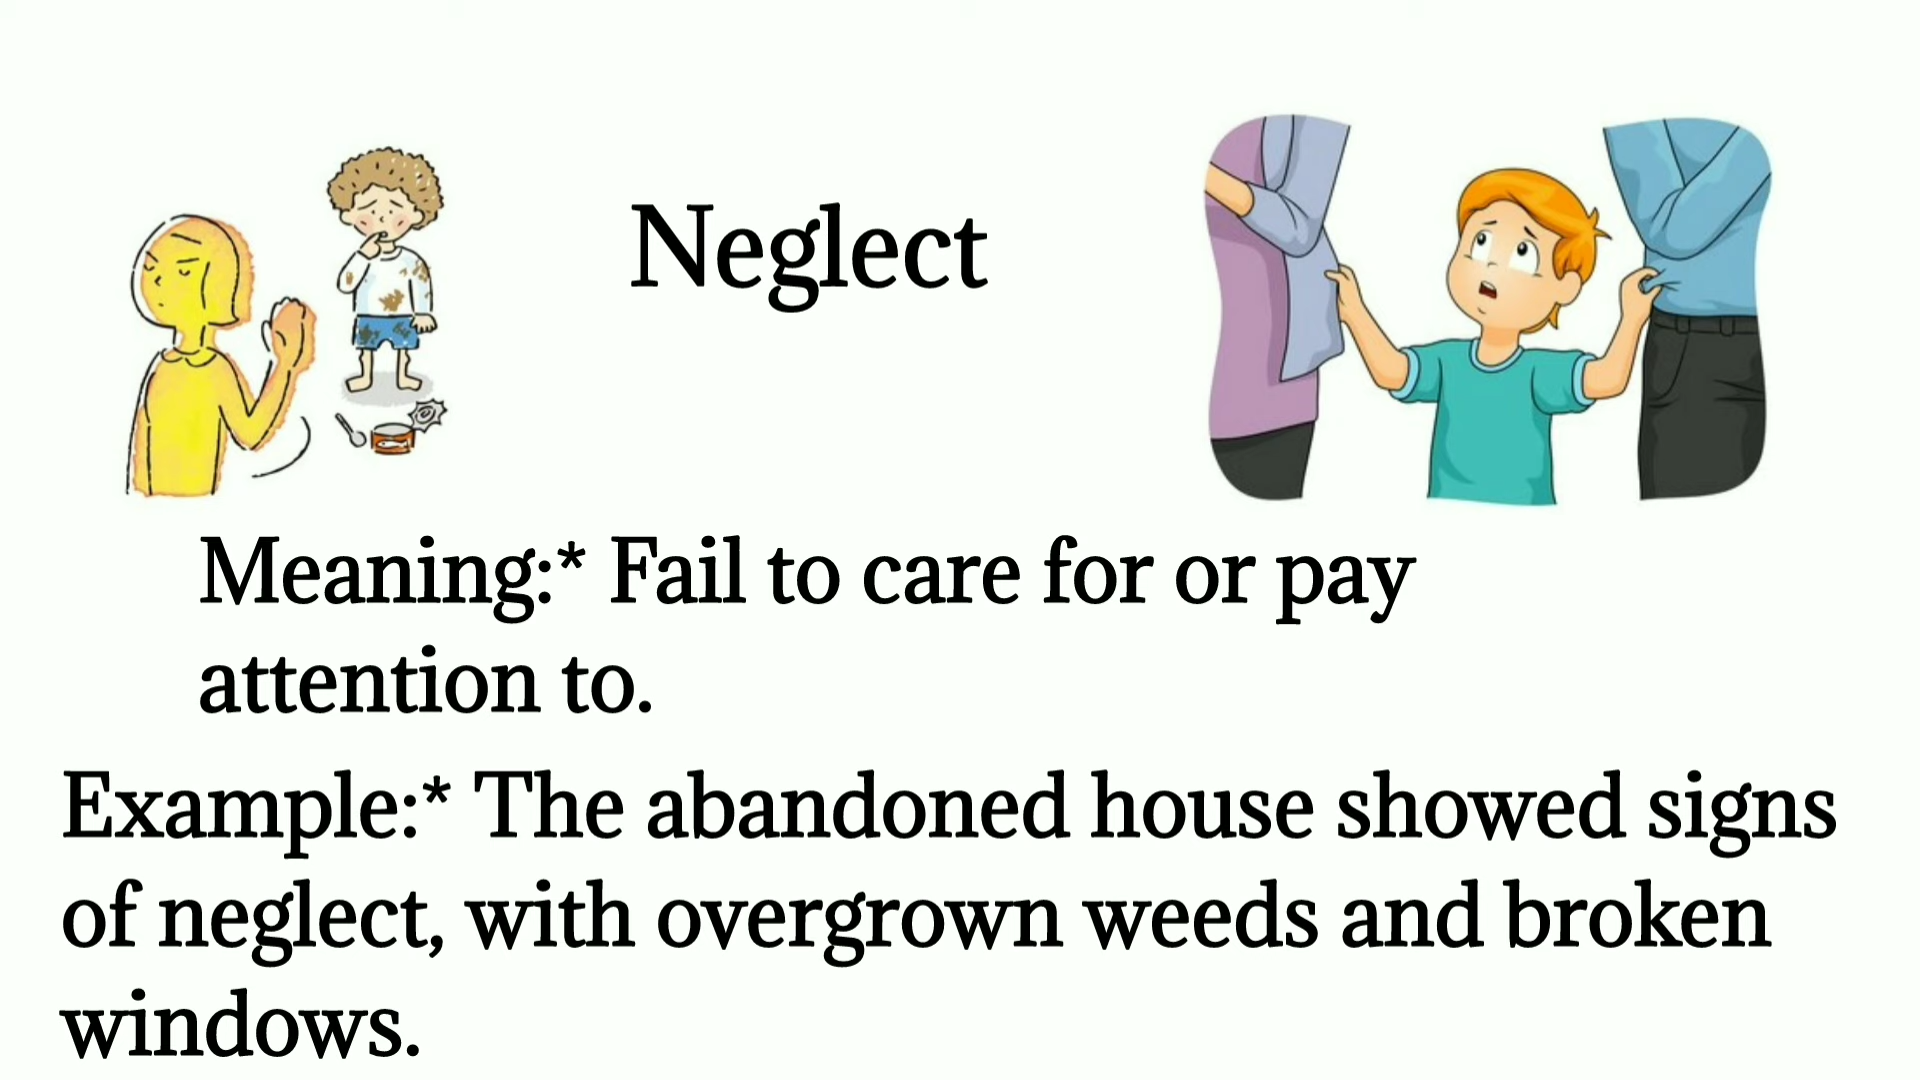 Neglect
Meaning:* Fail to care for or pay
attention to.
Example:* The abandoned house showed signs
of neglect, with overgrown weeds and broken
windows.